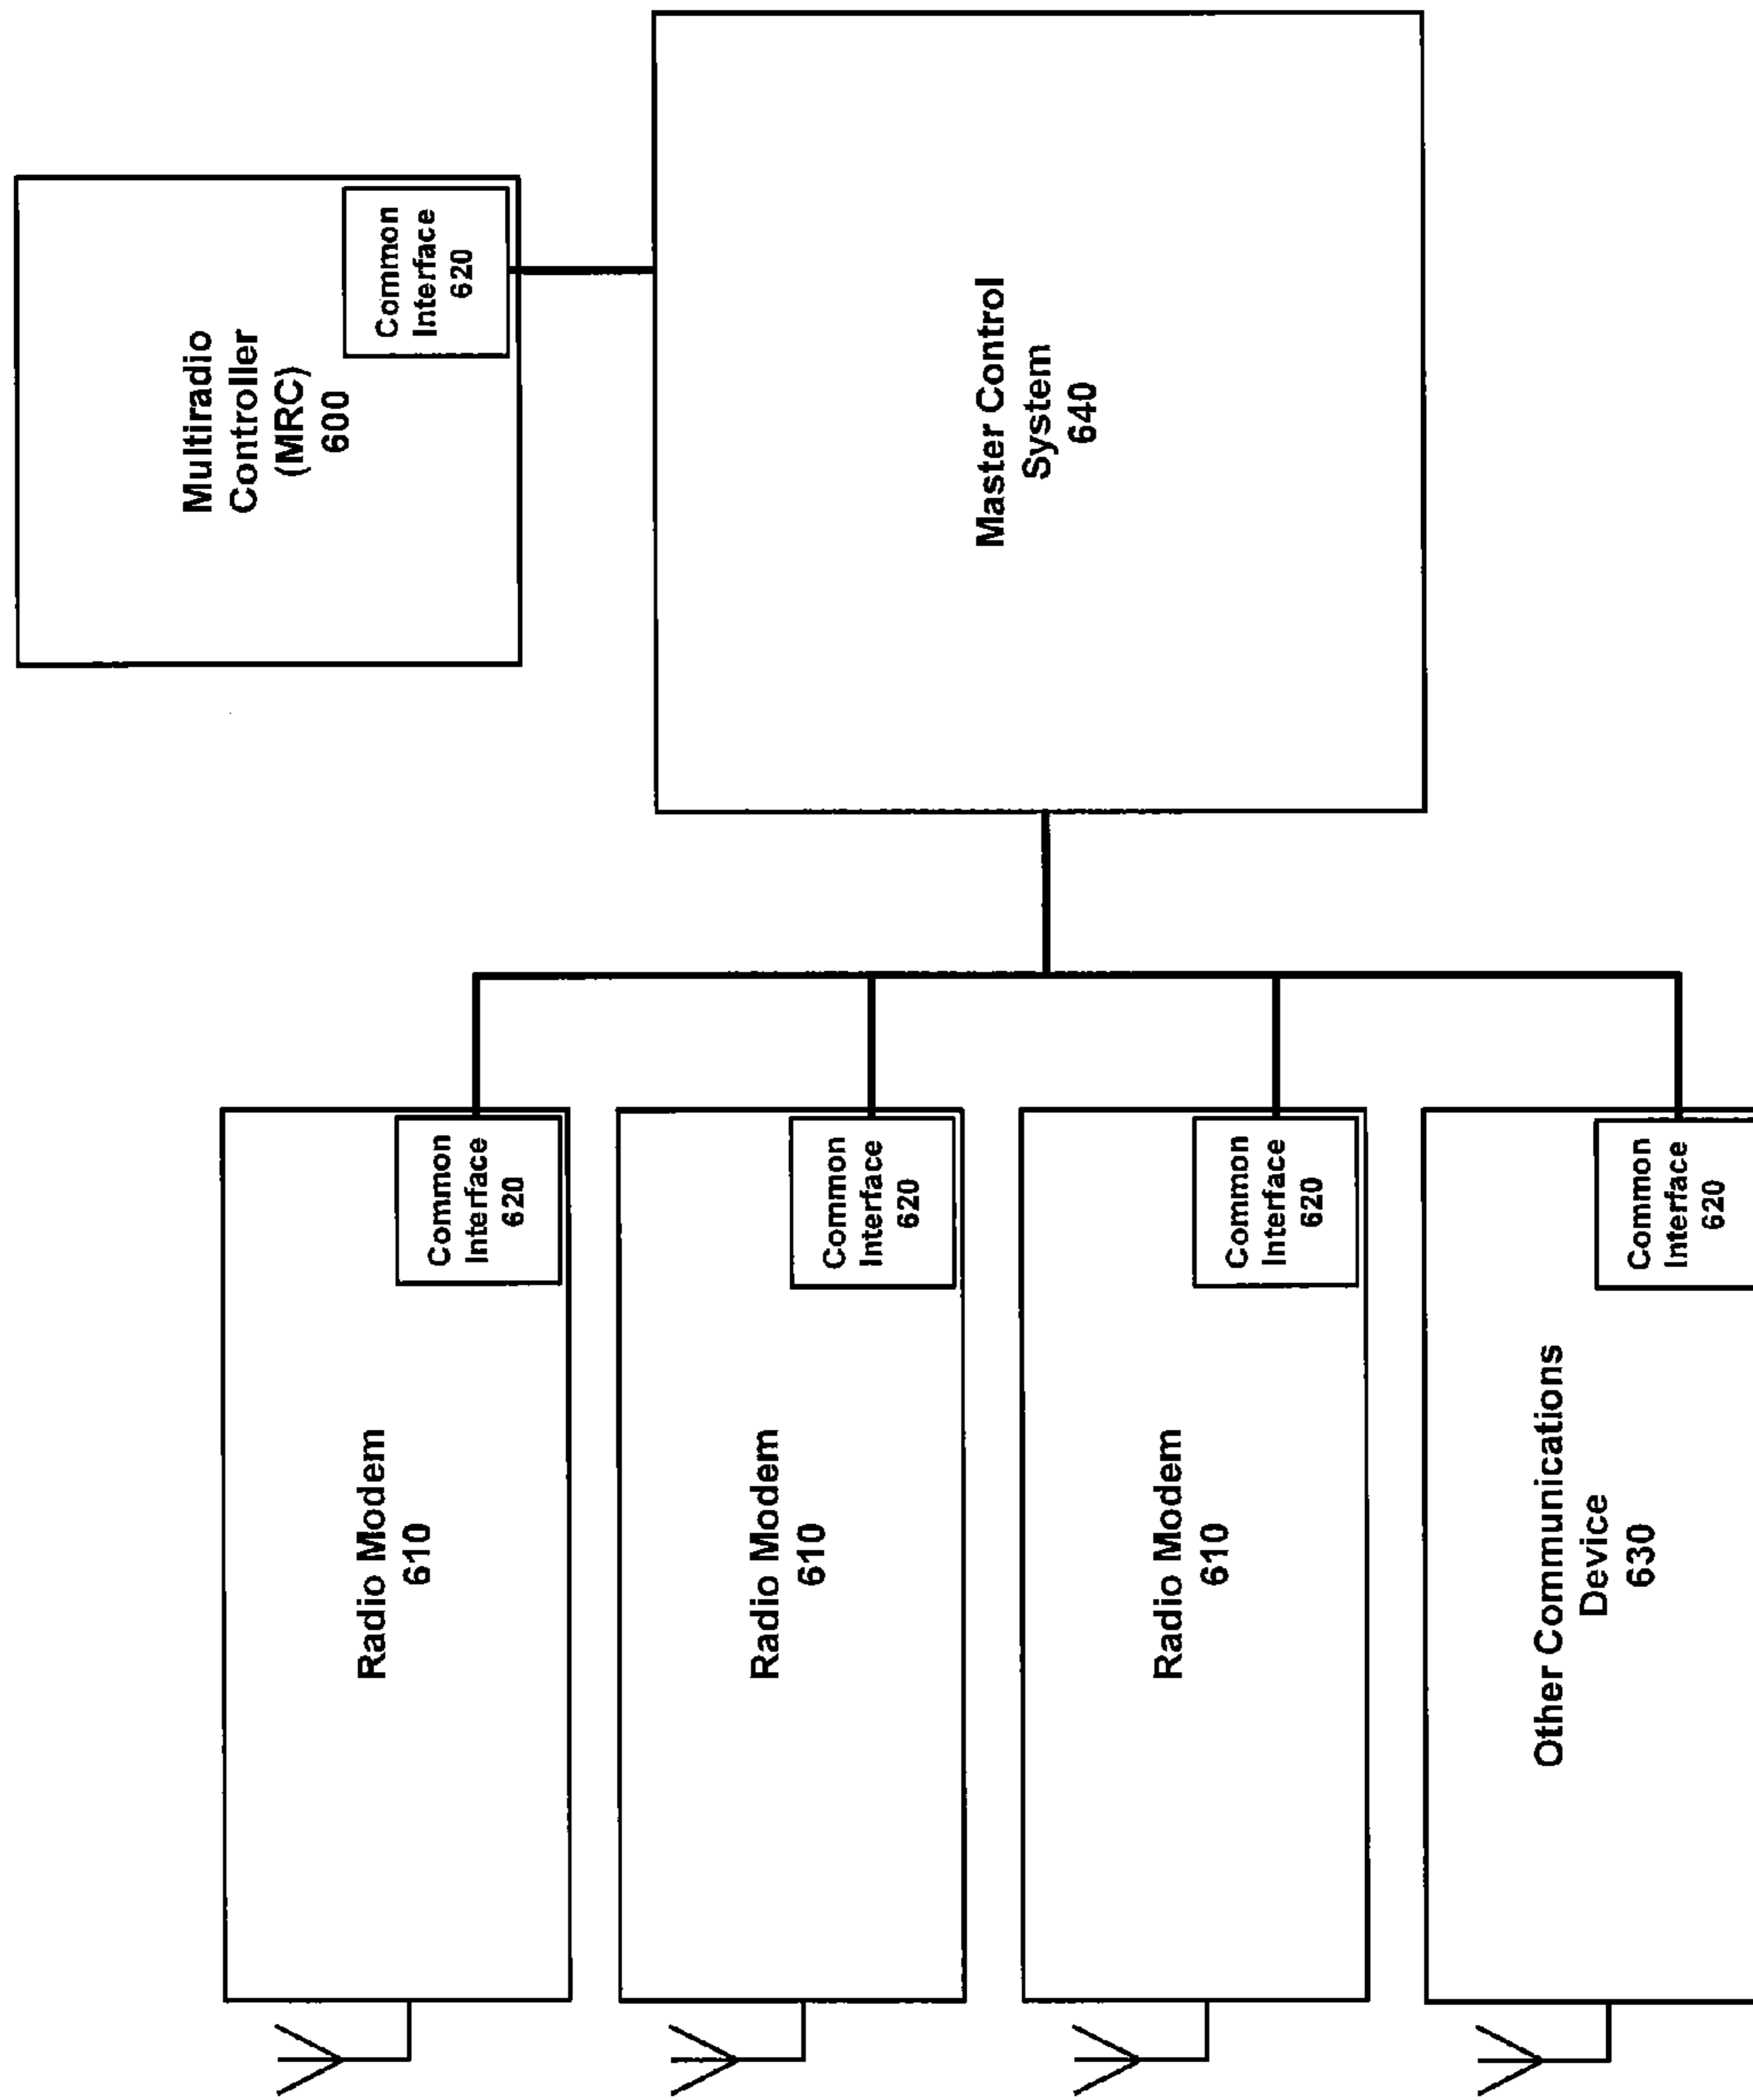 Multiradio
Controller
(MRC)
600
Common
Interface
620
Master Control
System
640
Radio Modem
610
Common
Interface
620
Radio Modem
610
Common
Interface
620
Radio Modem
610
Common
Interface
620
Other Communications
Device
630
Common
Interface
620